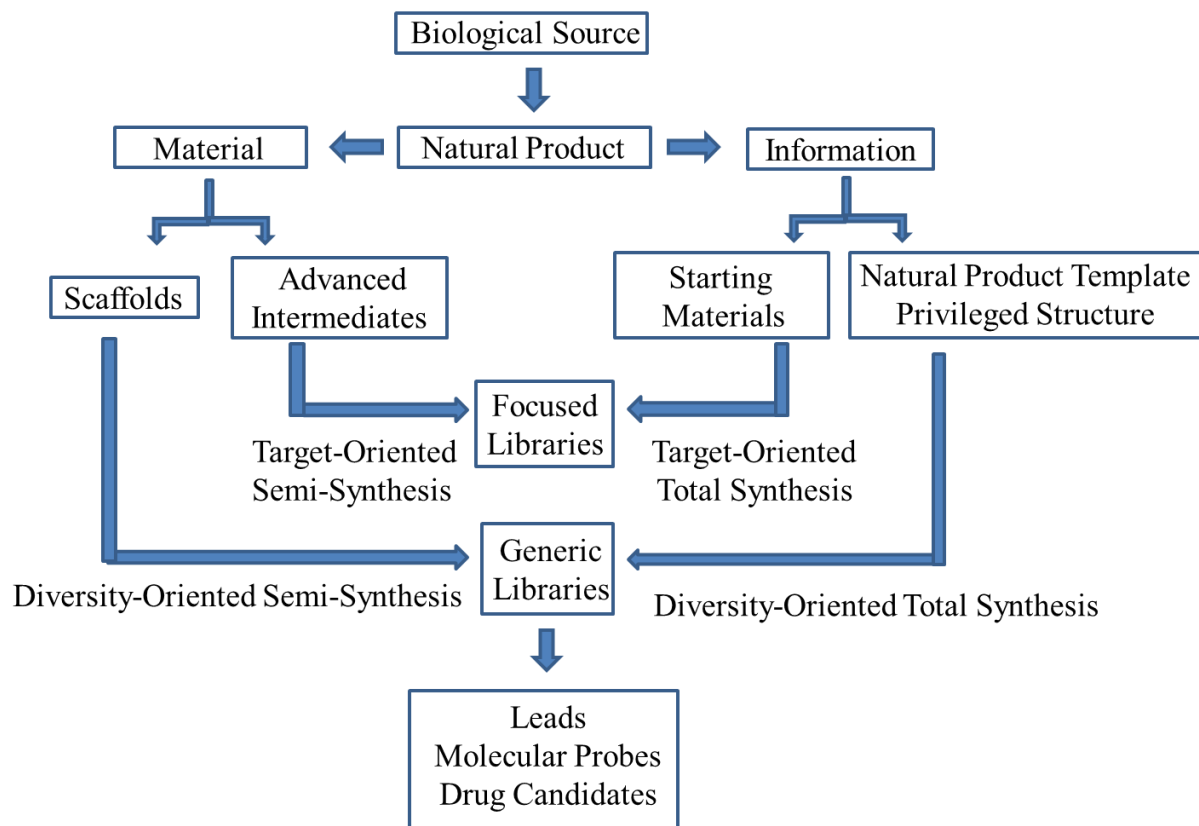 Biological Source
Material
Natural Product
Information
Scaffolds
Advanced
Intermediates
Starting
Materials
Natural Product Template
Privileged Structure
Focused
Libraries
Target-Oriented
Semi-Synthesis
Target-Oriented
Total Synthesis
Generic
Libraries
Diversity-Oriented Semi-Synthesis
Diversity-Oriented Total Synthesis
Leads
Molecular Probes
Drug Candidates